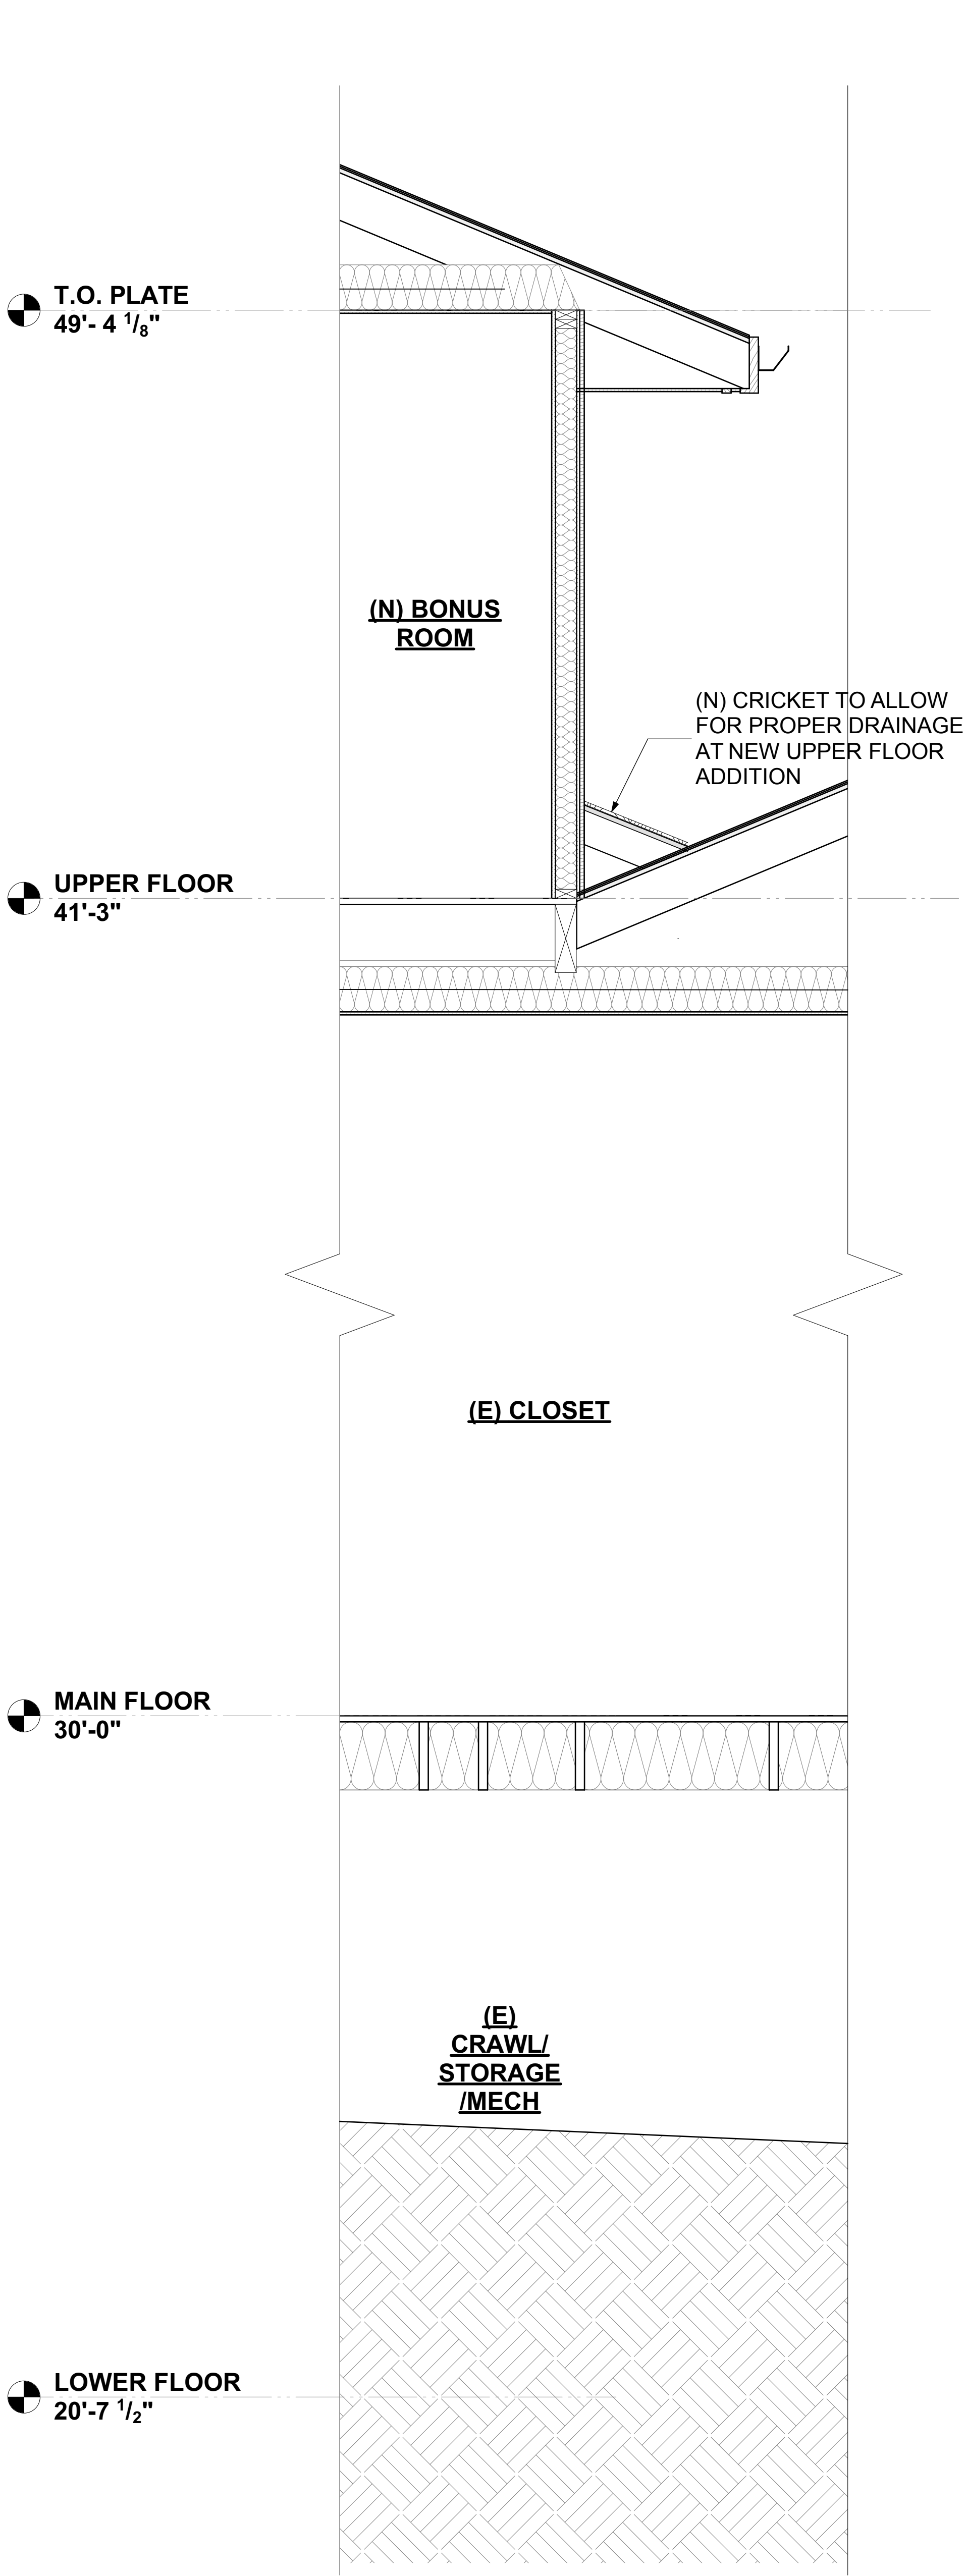 T.O. PLATE
49'- 4 1/8"
(N) BONUS
ROOM
(N) CRICKET TO ALLOW
FOR PROPER DRAINAGE
AT NEW UPPER FLOOR
ADDITION
UPPER FLOOR
41'-3"
(E) CLOSET
MAIN FLOOR
30'-0"
(E)
CRAWL/
STORAGE
/MECH
LOWER FLOOR
20'-7 1/2"